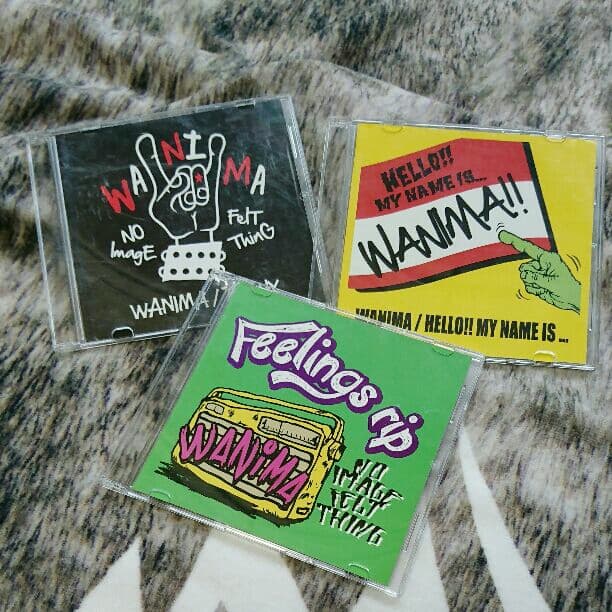 WANIMA
NO
ImagE
FElT
THinG
WANIMA /
HELLO!!
MY NAME IS...
WANIMA!!
WANIMA / HELLO!! MY NAME IS ...
Feelings rip
WANiMA
NO
IMAGE
FELT
THING